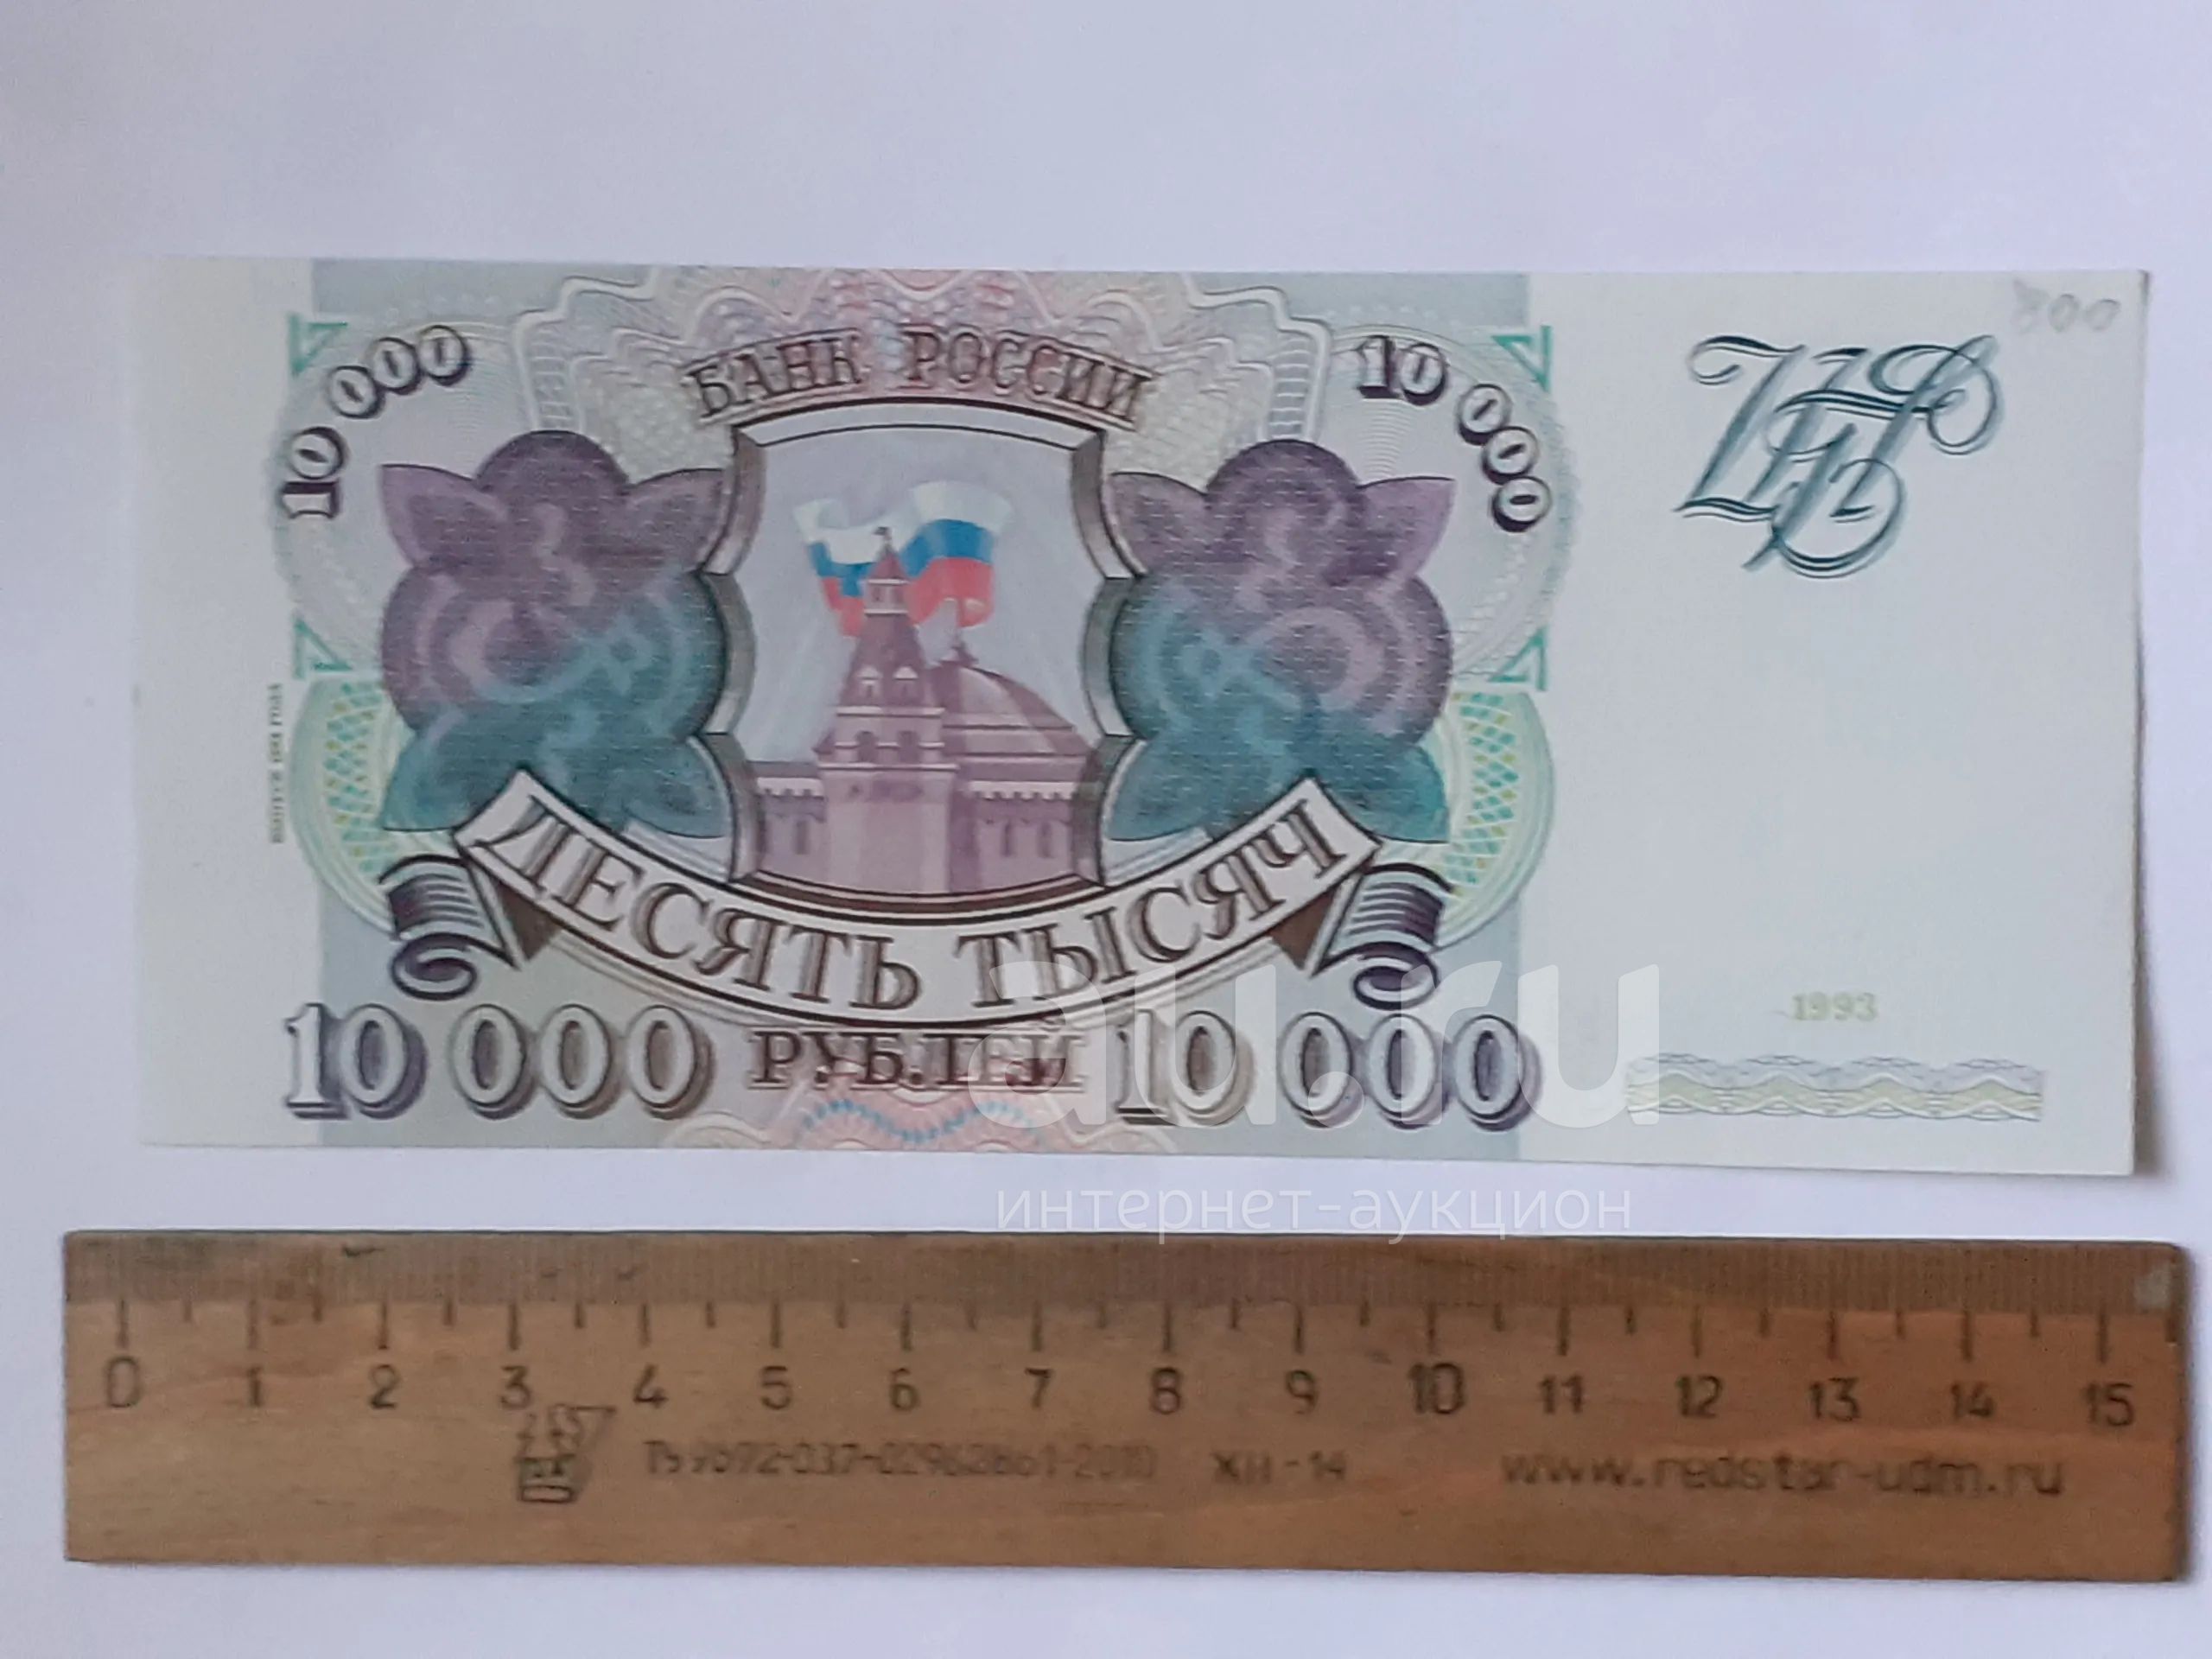 800
10 000
БАНК РОССИИ
10 000
ДЕСЯТЬ ТЫСЯЧ
10 000 РУБЛЕЙ 10 000
1993
au.ru
интернет-аукцион
0 1 2 3 4 5 6 7 8 9 10 11 12 13 14 15
www.redstar-udm.ru